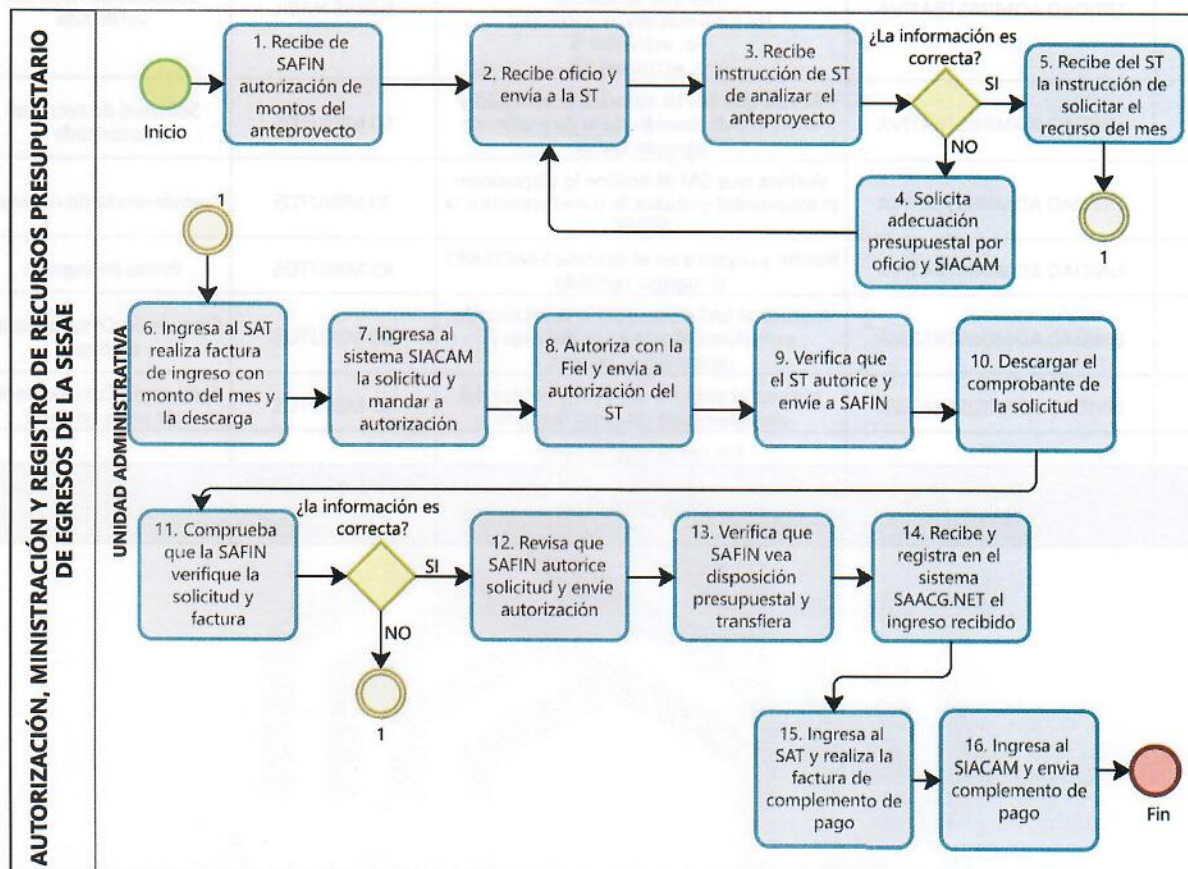 AUTORIZACIÓN, MINISTRACIÓN Y REGISTRO DE RECURSOS PRESUPUESTARIO
DE EGRESOS DE LA SESAE
UNIDAD ADMINISTRATIVA
Inicio
1. Recibe de
SAFIN
autorización de
montos del
anteproyecto
2. Recibe oficio y
envía a la ST
3. Recibe
instrucción de ST
de analizar el
anteproyecto
¿La información es
correcta?
SI
NO
5. Recibe del ST
la instrucción de
solicitar el
recurso del mes
1
4. Solicita
adecuación
presupuestal por
oficio y SIACAM
1
6. Ingresa al SAT
realiza factura
de ingreso con
monto del mes y
la descarga
7. Ingresa al
sistema SIACAM
la solicitud y
mandar a
autorización
8. Autoriza con la
Fiel y envía a
autorización del
ST
9. Verifica que
el ST autorice y
envíe a SAFIN
10. Descargar el
comprobante de
la solicitud
11. Comprueba
que la SAFIN
verifique la
solicitud y
factura
¿la información es
correcta?
SI
NO
1
12. Revisa que
SAFIN autorice
solicitud y envíe
autorización
13. Verifica que
SAFIN vea
disposición
presupuestal y
transfiera
14. Recibe y
registra en el
sistema
SAACG.NET el
ingreso recibido
15. Ingresa al
SAT y realiza la
factura de
complemento de
pago
16. Ingresa al
SIACAM y envia
complemento de
pago
Fin